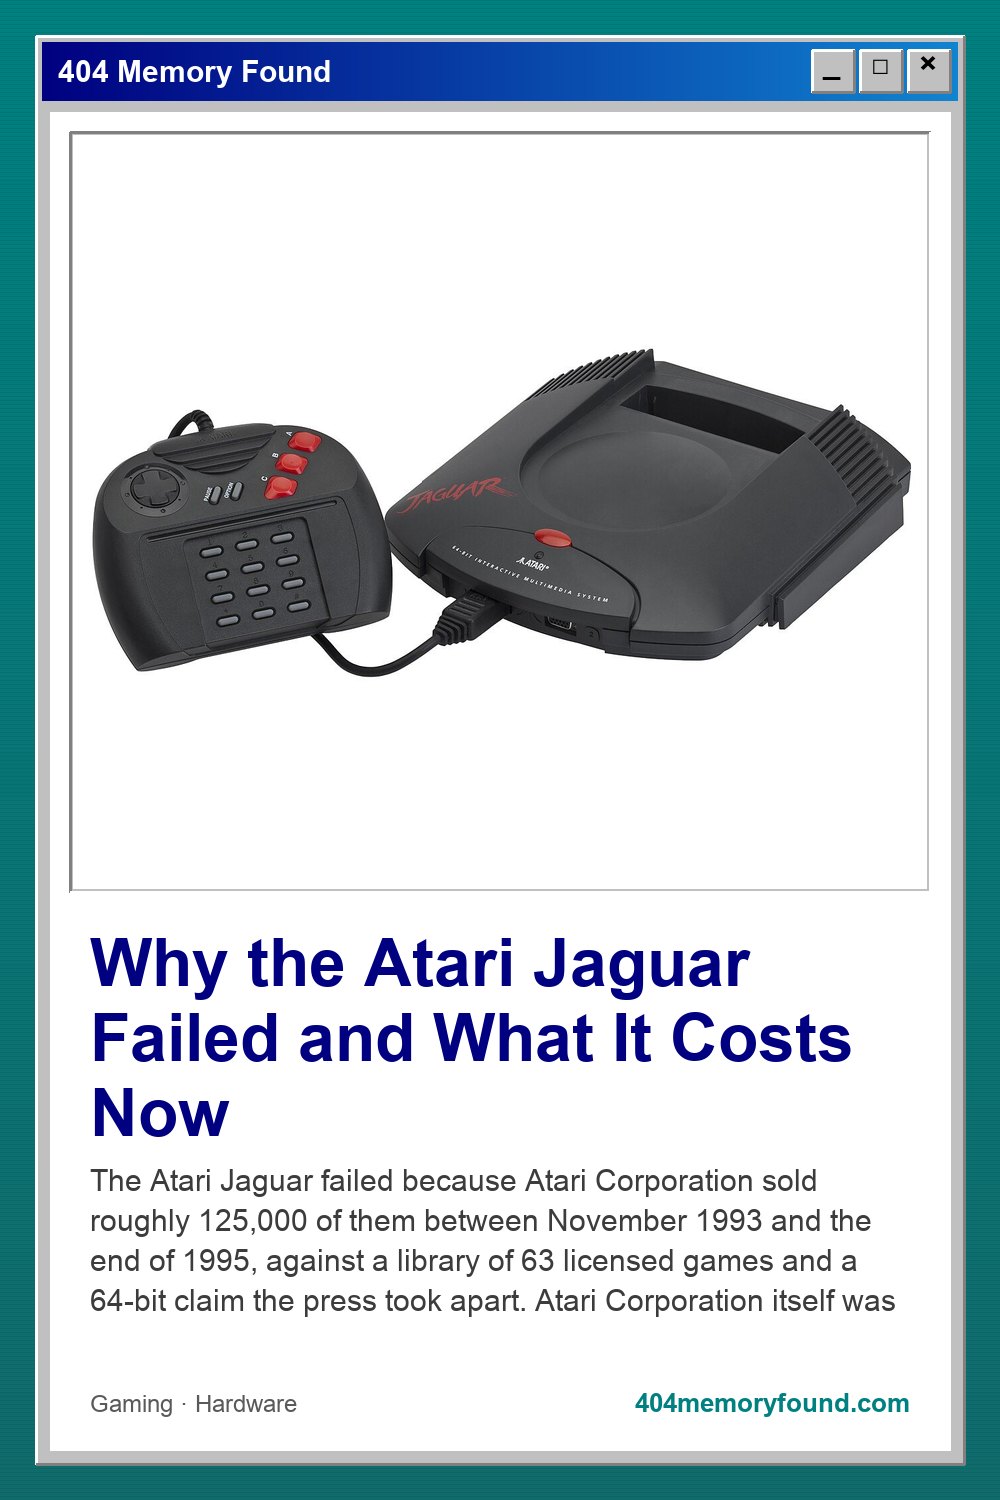 404 Memory Found
A
B
C
PAUSE
OPTION
JAGUAR
ATARI
64-BIT INTERACTIVE MULTIMEDIA SYSTEM
Why the Atari Jaguar
Failed and What It Costs
Now
The Atari Jaguar failed because Atari Corporation sold
roughly 125,000 of them between November 1993 and the
end of 1995, against a library of 63 licensed games and a
64-bit claim the press took apart. Atari Corporation itself was
Gaming · Hardware
404memoryfound.com